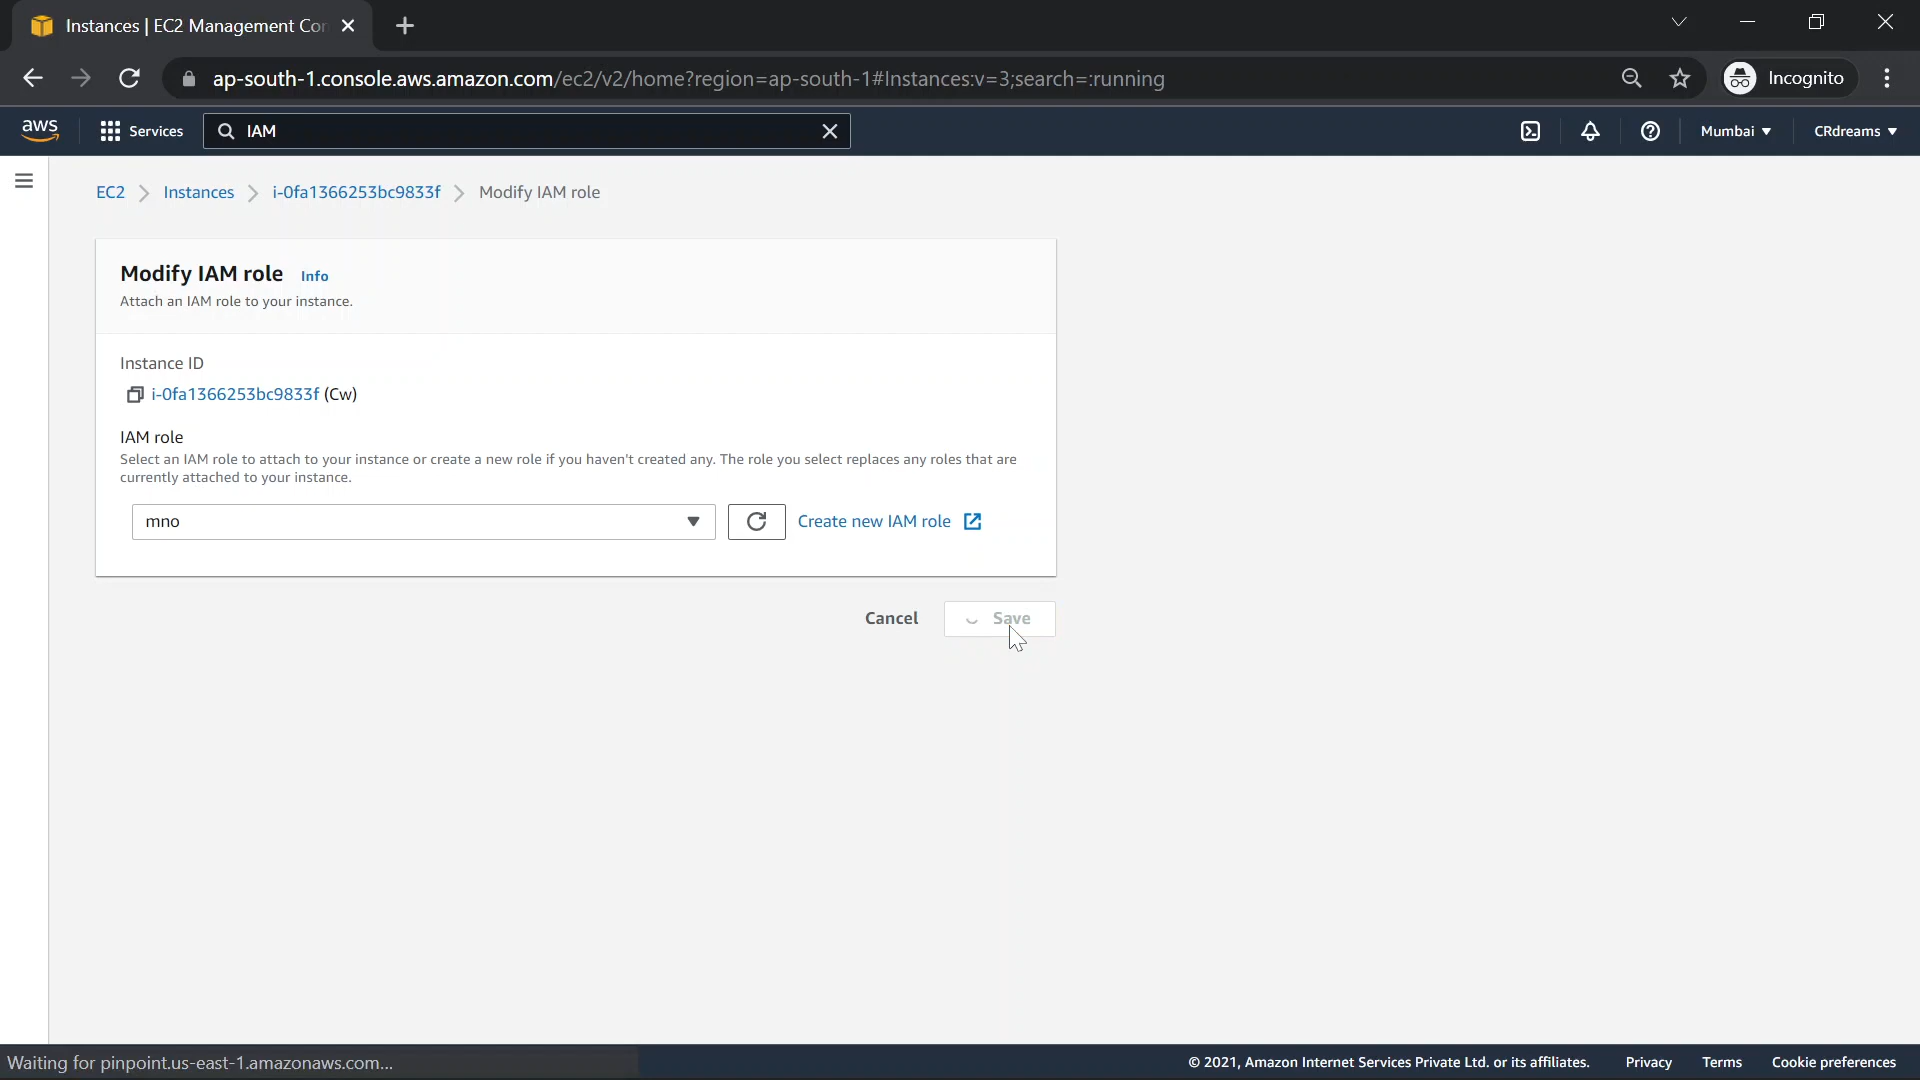 Instances | EC2 Management Con
ap-south-1.console.aws.amazon.com/ec2/v2/home?region=ap-south-1#Instances:v=3;search=:running
Incognito
aws
Services
IAM
Mumbai
CRdreams
EC2
Instances
i-0fa1366253bc9833f
Modify IAM role
Modify IAM role Info
Attach an IAM role to your instance.
Instance ID
i-0fa1366253bc9833f (Cw)
IAM role
Select an IAM role to attach to your instance or create a new role if you haven't created any. The role you select replaces any roles that are
currently attached to your instance.
mno
Create new IAM role
Cancel
Save
Waiting for pinpoint.us-east-1.amazonaws.com...
© 2021, Amazon Internet Services Private Ltd. or its affiliates.
Privacy
Terms
Cookie preferences